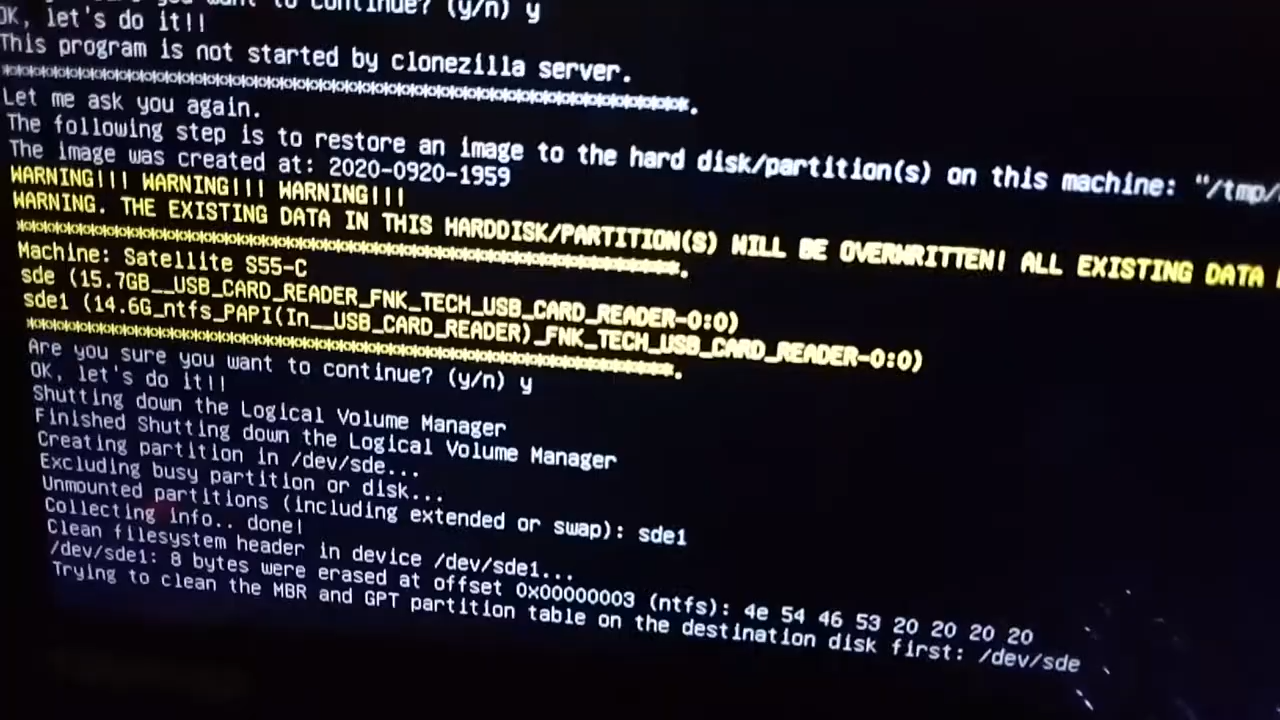 want to continue? (y/n) y
OK, let's do it!!
This program is not started by clonezilla server.
*****************************************************************************.
Let me ask you again.
The following step is to restore an image to the hard disk/partition(s) on this machine: "/tmp/
The image was created at: 2020-0920-1959
WARNING!!! WARNING!!! WARNING!!!
WARNING. THE EXISTING DATA IN THIS HARDDISK/PARTITION(S) WILL BE OVERWRITTEN! ALL EXISTING DATA
*****************************************************************************.
Machine: Satellite S55-C
sde (15.7GB__USB_CARD_READER_FNK_TECH_USB_CARD_READER-0:0)
sde1 (14.6G_ntfs_PAPI(In__USB_CARD_READER)_FNK_TECH_USB_CARD_READER-0:0)
*****************************************************************************.
Are you sure you want to continue? (y/n) y
OK, let's do it!!
Shutting down the Logical Volume Manager
Finished Shutting down the Logical Volume Manager
Creating partition in /dev/sde...
Excluding busy partition or disk...
Unmounted partitions (including extended or swap): sde1
Collecting info.. done!
Clean filesystem header in device /dev/sde1...
/dev/sde1: 8 bytes were erased at offset 0x00000003 (ntfs): 4e 54 46 53 20 20 20 20
Trying to clean the MBR and GPT partition table on the destination disk first: /dev/sde